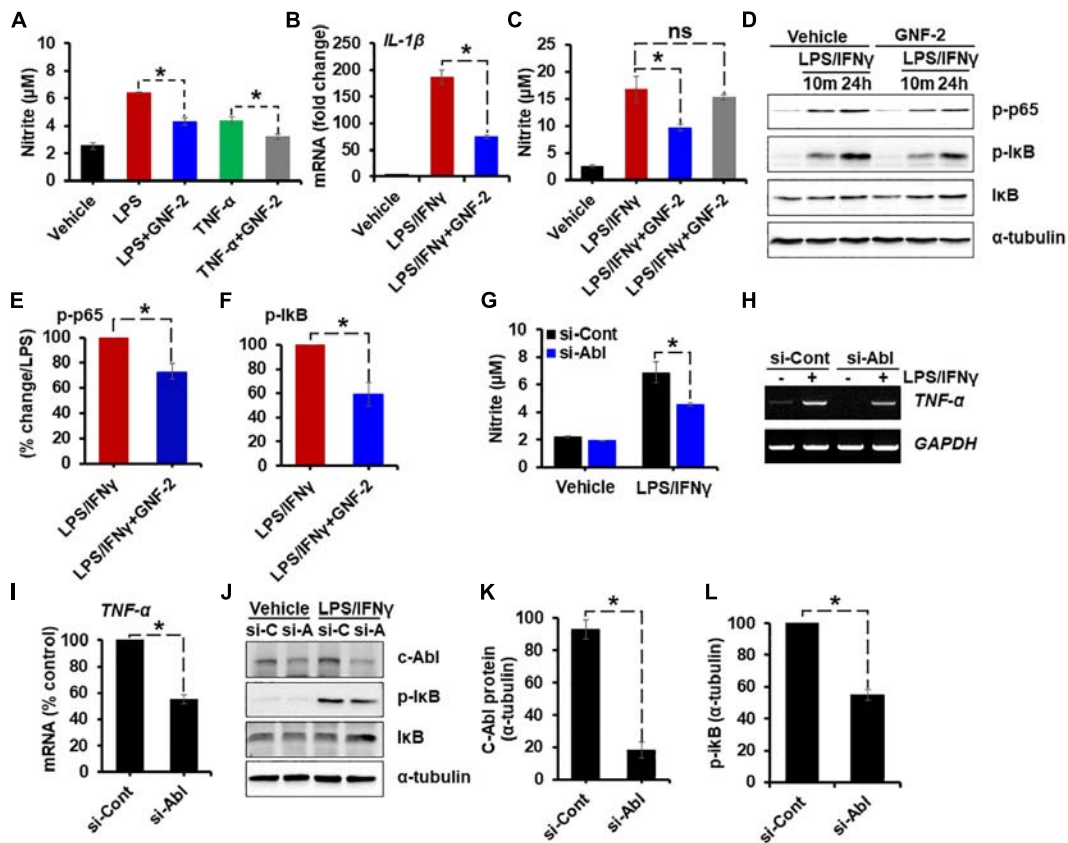 A
Nitrite (μM)
10
8
6
4
2
0
*
*
Vehicle
LPS
LPS+GNF-2
TNF-α
TNF-α+GNF-2
B
IL-1β
mRNA (fold change)
250
200
150
100
50
0
*
Vehicle
LPS/IFNγ
LPS/IFNγ+GNF-2
C
Nitrite (μM)
25
20
15
10
5
0
ns
*
Vehicle
LPS/IFNγ
LPS/IFNγ+GNF-2
LPS/IFNγ+GNF-2
D
Vehicle GNF-2
LPS/IFNγ LPS/IFNγ
10m 24h 10m 24h
p-p65
p-IκB
IκB
α-tubulin
E
p-p65
(% change/LPS)
100
80
60
40
20
0
*
LPS/IFNγ
LPS/IFNγ+GNF-2
F
p-IkB
100
80
60
40
20
0
*
LPS/IFNγ
LPS/IFNγ+GNF-2
G
si-Cont
si-Abl
Nitrite (μM)
10
8
6
4
2
0
*
Vehicle LPS/IFNγ
H
si-Cont si-Abl
- + - + LPS/IFNγ
TNF-α
GAPDH
I
TNF-α
mRNA (% control)
100
80
60
40
20
0
*
si-Cont
si-Abl
J
Vehicle LPS/IFNγ
si-C si-A si-C si-A
c-Abl
p-IκB
IκB
α-tubulin
K
C-Abl protein
(α-tubulin)
100
80
60
40
20
0
*
si-Cont
si-Abl
L
p-ikB (α-tubulin)
100
80
60
40
20
0
*
si-Cont
si-Abl